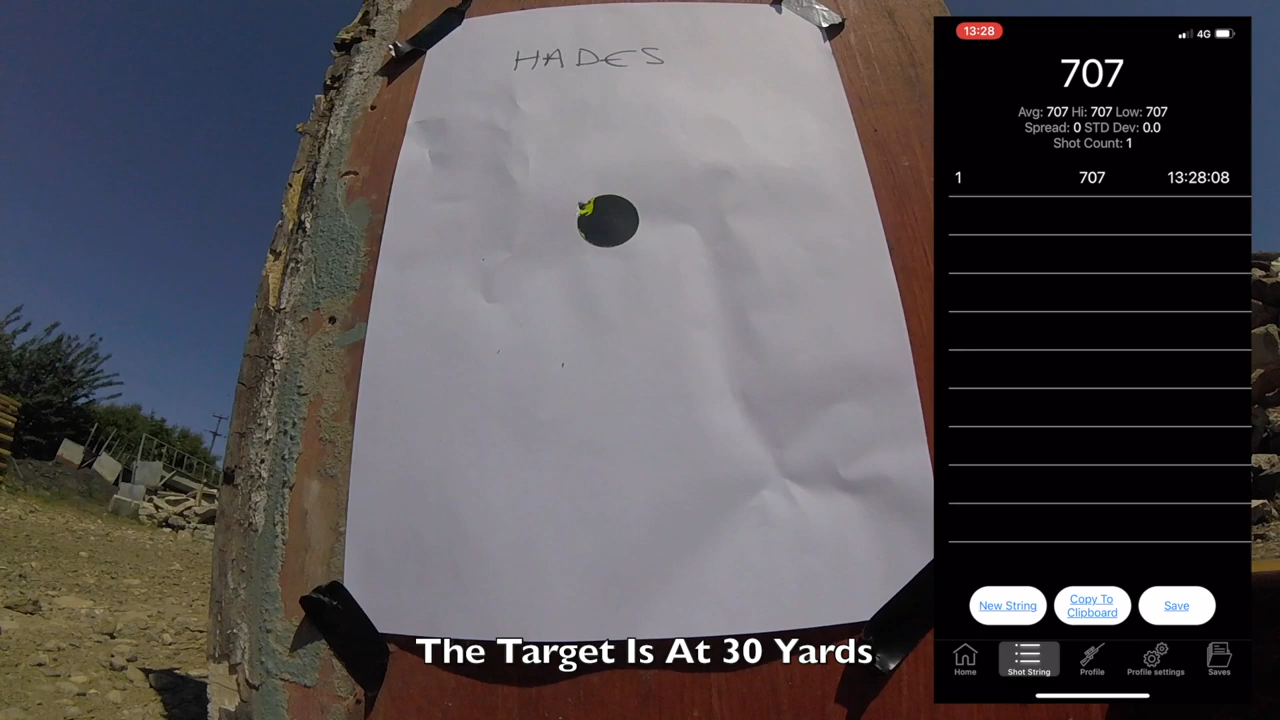 HADES
The Target Is At 30 Yards
13:28
4G
707
Avg: 707 Hi: 707 Low: 707
Spread: 0 STD Dev: 0.0
Shot Count: 1
1 707 13:28:08
New String
Copy To
Clipboard
Save
Home
Shot String
Profile
Profile settings
Saves